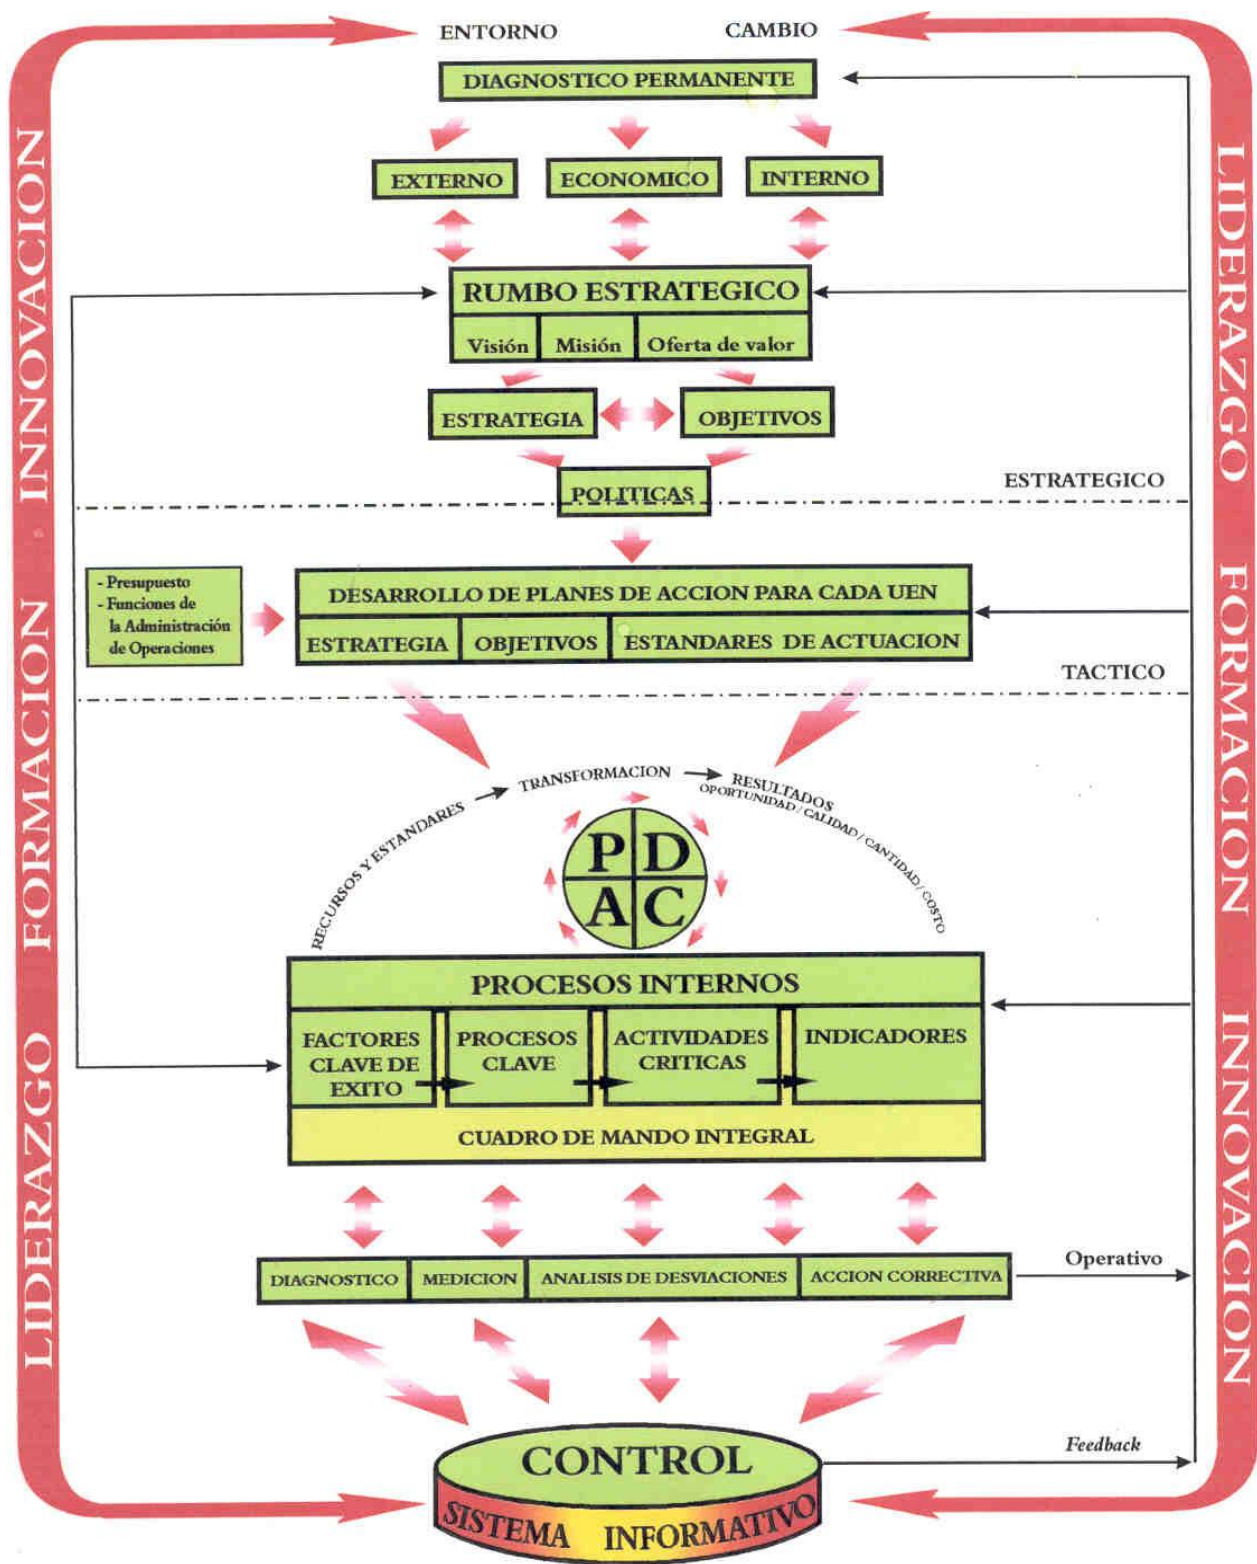 ENTORNO CAMBIO
DIAGNOSTICO PERMANENTE
EXTERNO
ECONOMICO
INTERNO
RUMBO ESTRATEGICO
Visión
Misión
Oferta de valor
ESTRATEGIA
OBJETIVOS
POLITICAS
ESTRATEGICO
- Presupuesto
- Funciones de
la Administración
de Operaciones
DESARROLLO DE PLANES DE ACCION PARA CADA UEN
ESTRATEGIA
OBJETIVOS
ESTANDARES DE ACTUACION
TACTICO
RECURSOS Y ESTANDARES
TRANSFORMACION
RESULTADOS
OPORTUNIDAD / CALIDAD / CANTIDAD / COSTO
P D
A C
PROCESOS INTERNOS
FACTORES
CLAVE DE
EXITO
PROCESOS
CLAVE
ACTIVIDADES
CRITICAS
INDICADORES
CUADRO DE MANDO INTEGRAL
DIAGNOSTICO
MEDICION
ANALISIS DE DESVIACIONES
ACCION CORRECTIVA
Operativo
CONTROL
Feedback
SISTEMA INFORMATIVO
LIDERAZGO FORMACION INNOVACION
LIDERAZGO FORMACION INNOVACION